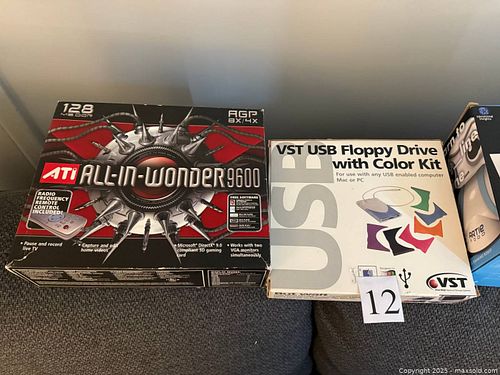 128
MB DDR
AGP
8X/4X
ATI ALL-IN-WONDER 9600
RADIO
FREQUENCY
REMOTE
CONTROL
INCLUDED!
• Pause and record
live TV
• Capture and edit
home videos
• Microsoft® DirectX® 9.0
compliant 3D gaming
card
• Works with two
VGA monitors
simultaneously
USB
VST USB Floppy Drive
with Color Kit
For use with any USB enabled computer
Mac or PC
VST
12
Copyright 2025 - maxsold.com